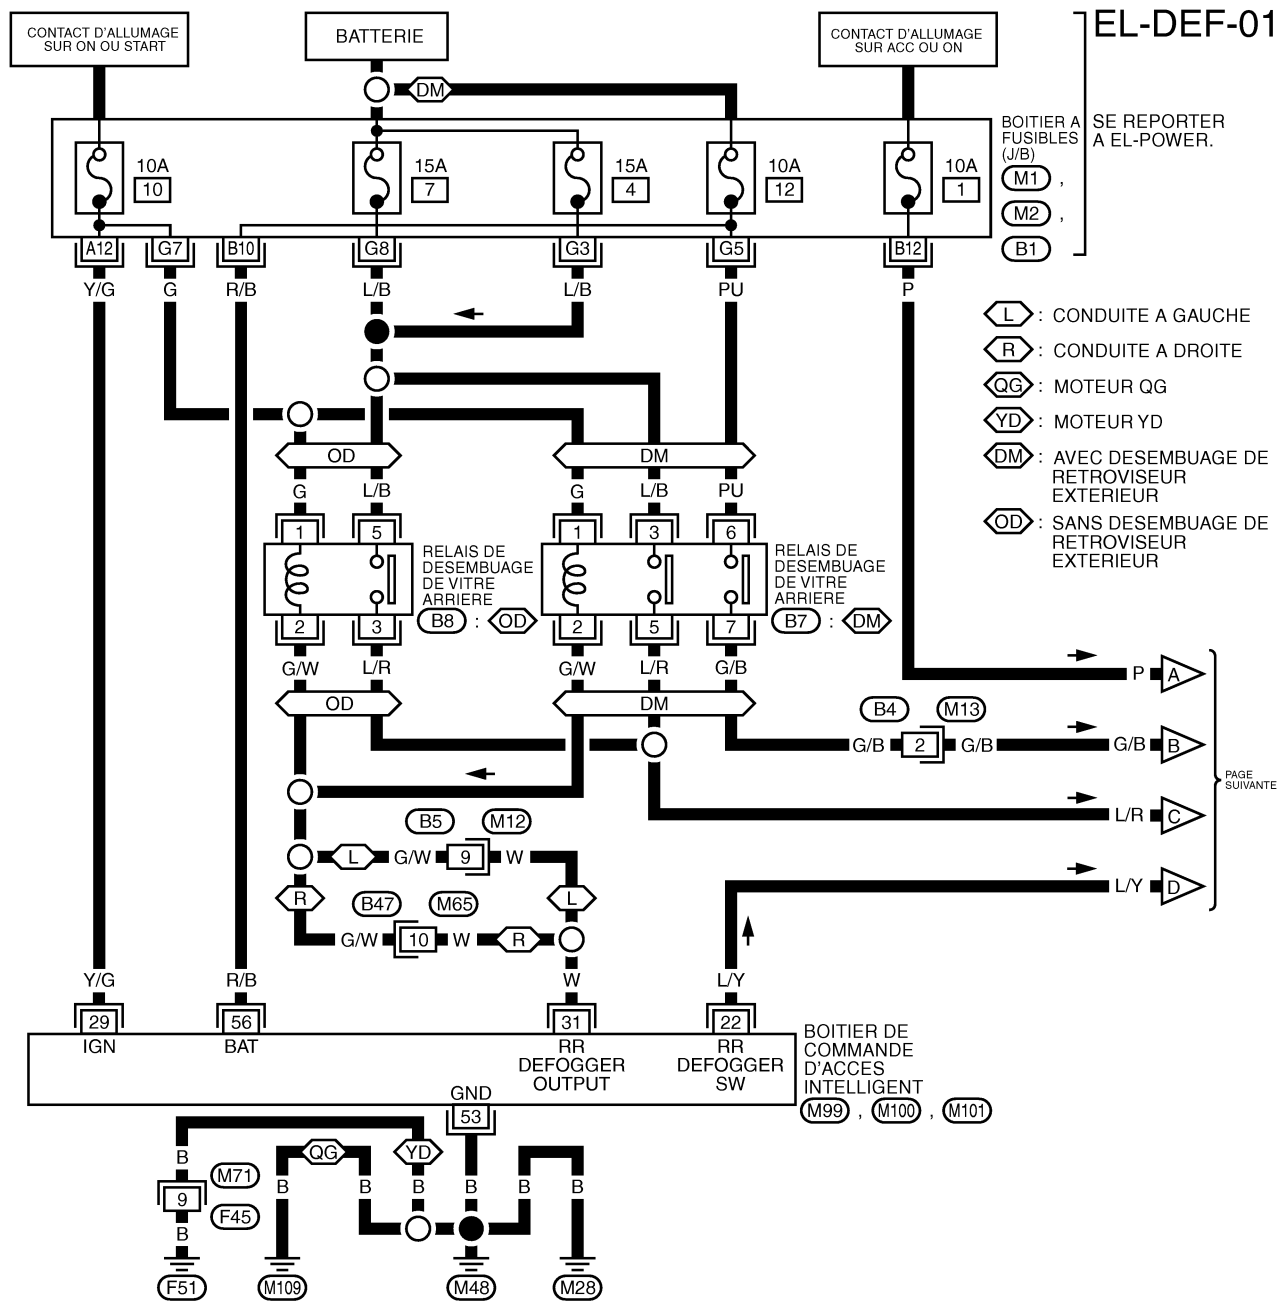 EL-DEF-01
CONTACT D'ALLUMAGE
SUR ON OU START
BATTERIE
CONTACT D'ALLUMAGE
SUR ACC OU ON
DM
BOITIER A
FUSIBLES
(J/B)
M1 ,
M2 ,
B1
SE REPORTER
A EL-POWER.
10A
10
15A
7
15A
4
10A
12
10A
1
A12 G7 B10 G8 G3 G5 B12
Y/G G R/B L/B L/B PU P
L : CONDUITE A GAUCHE
R : CONDUITE A DROITE
QG : MOTEUR QG
YD : MOTEUR YD
DM : AVEC DESEMBUAGE DE
RETROVISEUR
EXTERIEUR
OD : SANS DESEMBUAGE DE
RETROVISEUR
EXTERIEUR
OD DM
G L/B G L/B PU
1 5 1 3 6
RELAIS DE
DESEMBUAGE
DE VITRE
ARRIERE
B8 : OD
RELAIS DE
DESEMBUAGE
DE VITRE
ARRIERE
B7 : DM
2 3 2 5 7
G/W L/R G/W L/R G/B
OD DM
P A
B4 M13
G/B 2 G/B G/B B
PAGE
SUIVANTE
L/R C
B5 M12
L G/W 9 W
L/Y D
R B47 M65 L
G/W 10 W R
Y/G R/B W L/Y
29 56 31 22
IGN BAT RR
DEFOGGER
OUTPUT
RR
DEFOGGER
SW
BOITIER DE
COMMANDE
D'ACCES
INTELLIGENT
M99 , M100 , M101
GND
53
QG YD
B M71
9
F45
B
B B B B B B
F51 M109 M48 M28